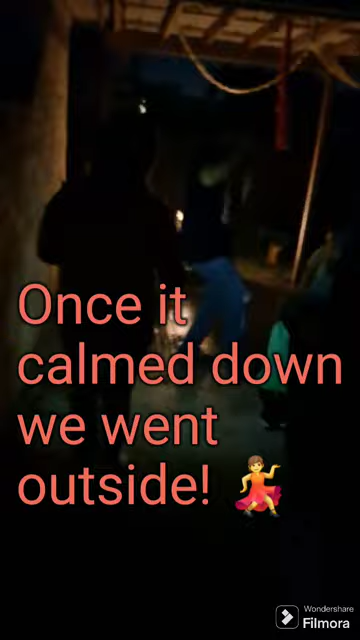 Once it
calmed down
we went
outside! 💃
Wondershare
Filmora